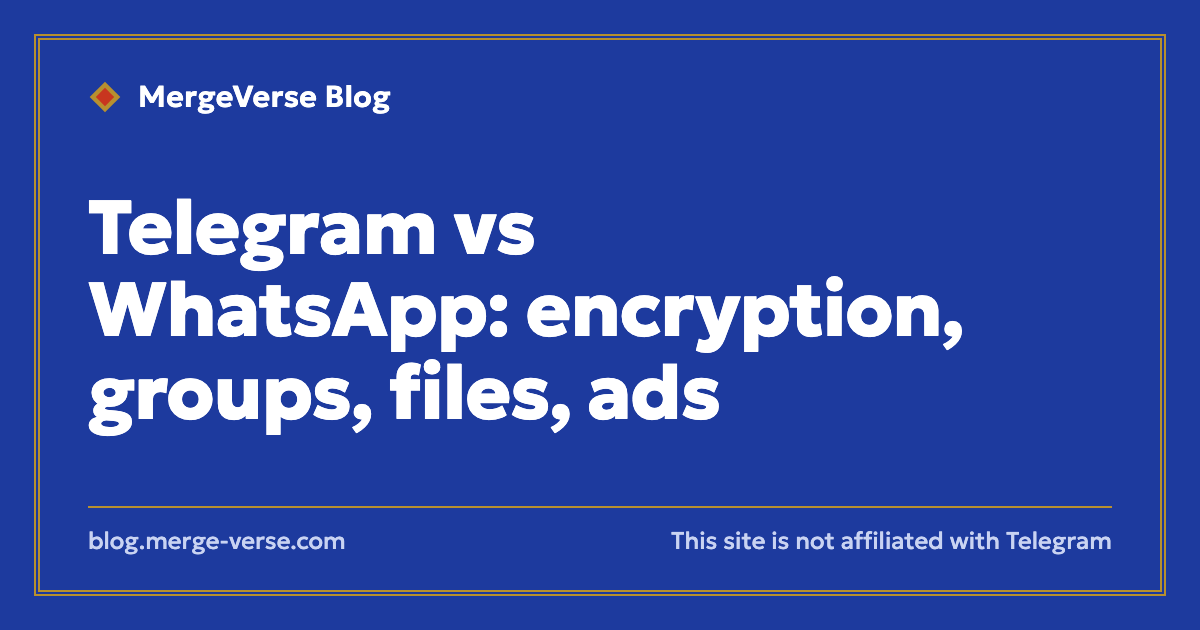 MergeVerse Blog
Telegram vs
WhatsApp: encryption,
groups, files, ads
blog.merge-verse.com
This site is not affiliated with Telegram